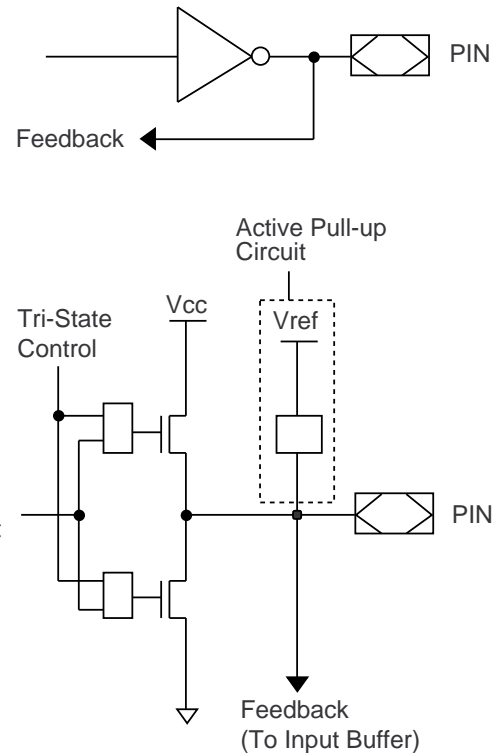 PIN
Feedback
Active Pull-up
Circuit
Vcc
Vref
Tri-State
Control
PIN
Feedback
(To Input Buffer)